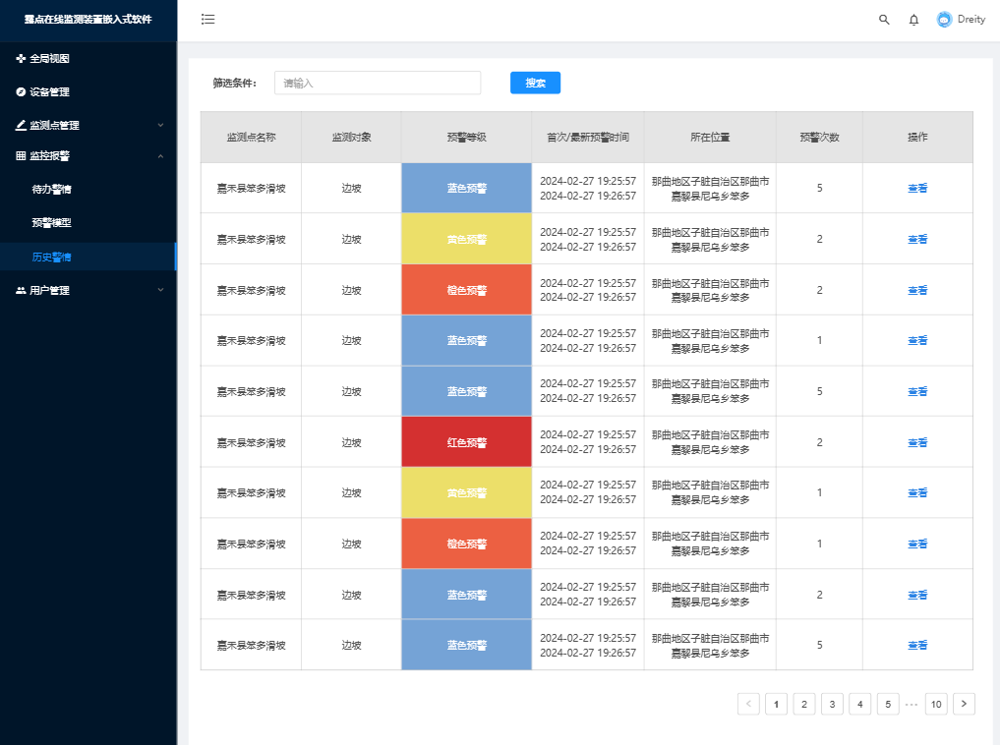 露点在线监测装置嵌入式软件
Dreity
全局视图
设备管理
监测点管理
监控报警
待办警情
预警模型
历史警情
用户管理
筛选条件： 请输入 搜索
监测点名称 监测对象 预警等级 首次/最新预警时间 所在位置 预警次数 操作
嘉禾县笨多滑坡 边坡 蓝色预警 2024-02-27 19:25:57 那曲地区子脏自治区那曲市 5 查看
2024-02-27 19:26:57 嘉黎县尼乌乡笨多
嘉禾县笨多滑坡 边坡 黄色预警 2024-02-27 19:25:57 那曲地区子脏自治区那曲市 2 查看
2024-02-27 19:26:57 嘉黎县尼乌乡笨多
嘉禾县笨多滑坡 边坡 橙色预警 2024-02-27 19:25:57 那曲地区子脏自治区那曲市 2 查看
2024-02-27 19:26:57 嘉黎县尼乌乡笨多
嘉禾县笨多滑坡 边坡 蓝色预警 2024-02-27 19:25:57 那曲地区子脏自治区那曲市 1 查看
2024-02-27 19:26:57 嘉黎县尼乌乡笨多
嘉禾县笨多滑坡 边坡 蓝色预警 2024-02-27 19:25:57 那曲地区子脏自治区那曲市 5 查看
2024-02-27 19:26:57 嘉黎县尼乌乡笨多
嘉禾县笨多滑坡 边坡 红色预警 2024-02-27 19:25:57 那曲地区子脏自治区那曲市 2 查看
2024-02-27 19:26:57 嘉黎县尼乌乡笨多
嘉禾县笨多滑坡 边坡 黄色预警 2024-02-27 19:25:57 那曲地区子脏自治区那曲市 1 查看
2024-02-27 19:26:57 嘉黎县尼乌乡笨多
嘉禾县笨多滑坡 边坡 橙色预警 2024-02-27 19:25:57 那曲地区子脏自治区那曲市 1 查看
2024-02-27 19:26:57 嘉黎县尼乌乡笨多
嘉禾县笨多滑坡 边坡 蓝色预警 2024-02-27 19:25:57 那曲地区子脏自治区那曲市 2 查看
2024-02-27 19:26:57 嘉黎县尼乌乡笨多
嘉禾县笨多滑坡 边坡 蓝色预警 2024-02-27 19:25:57 那曲地区子脏自治区那曲市 5 查看
2024-02-27 19:26:57 嘉黎县尼乌乡笨多
< 1 2 3 4 5 ··· 10 >